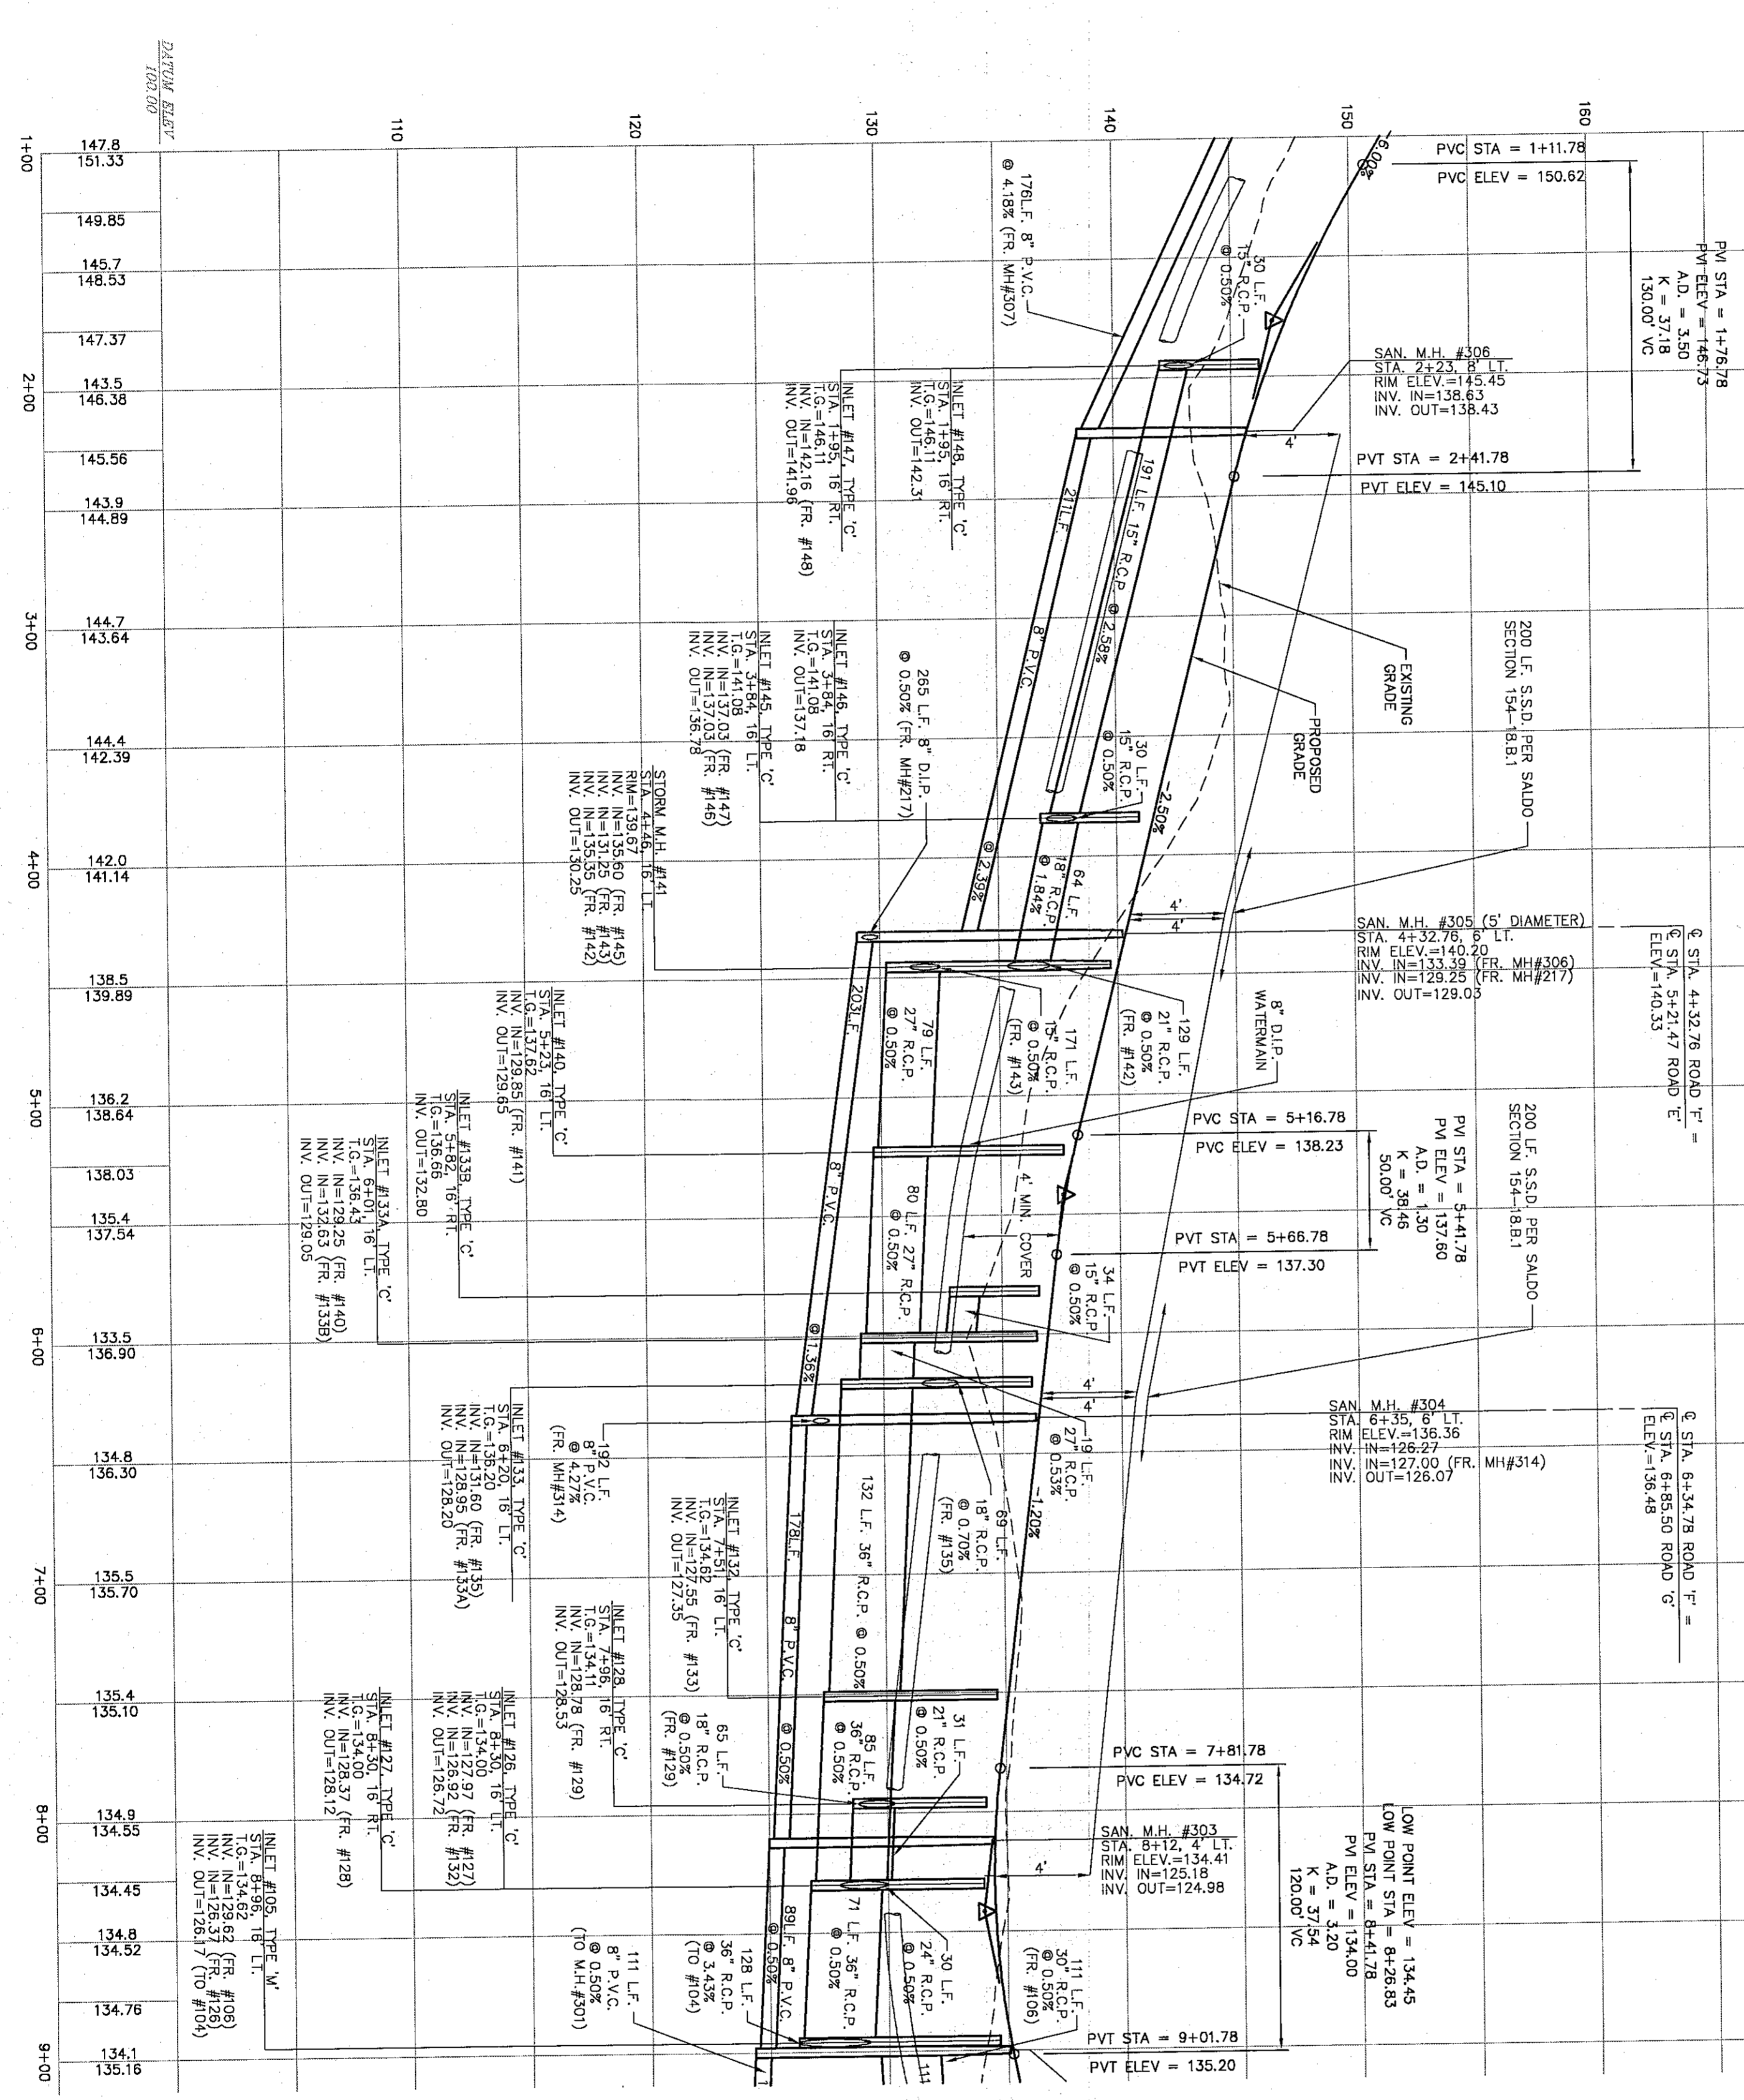 PVI STA = 1+76.78
PVI ELEV = 146.73
A.D. = 3.50
K = 37.18
130.00' VC
PVC STA = 1+11.78
PVC ELEV = 150.62
SAN. M.H. #306
STA. 2+23, 8' LT.
RIM ELEV.=145.45
INV. IN=138.63
INV. OUT=138.43
PVT STA = 2+41.78
PVT ELEV = 145.10
4'
200 LF. S.S.D. PER SALDO
SECTION 154-18.B.1
EXISTING
GRADE
PROPOSED
GRADE
-2.50%
℄ STA. 4+32.76 ROAD 'F' =
℄ STA. 5+21.47 ROAD 'E'
ELEV.=140.33
SAN. M.H. #305 (5' DIAMETER)
STA. 4+32.76, 6' LT.
RIM ELEV.=140.20
INV. IN=133.39 (FR. MH#306)
INV. IN=129.25 (FR. MH#217)
INV. OUT=129.03
4'
4'
8" D.I.P.
WATERMAIN
PVC STA = 5+16.78
PVC ELEV = 138.23
PVI STA = 5+41.78
PVI ELEV = 137.60
A.D. = 1.30
K = 38.46
50.00' VC
PVT STA = 5+66.78
PVT ELEV = 137.30
200 LF. S.S.D. PER SALDO
SECTION 154-18.B.1
4' MIN. COVER
℄ STA. 6+34.78 ROAD 'F' =
℄ STA. 6+85.50 ROAD 'G'
ELEV.=136.48
SAN. M.H. #304
STA. 6+35, 6' LT.
RIM ELEV.=136.36
INV. IN=126.27
INV. IN=127.00 (FR. MH#314)
INV. OUT=126.07
4'
4'
-1.20%
PVC STA = 7+81.78
PVC ELEV = 134.72
LOW POINT ELEV = 134.45
LOW POINT STA = 8+26.83
PVI STA = 8+41.78
PVI ELEV = 134.00
A.D. = 3.20
K = 37.54
120.00' VC
SAN. M.H. #303
STA. 8+12, 4' LT.
RIM ELEV.=134.41
INV. IN=125.18
INV. OUT=124.98
4'
PVT STA = 9+01.78
PVT ELEV = 135.20
160
150
140
130
120
110
DATUM ELEV
100.00
176L.F. 8" P.V.C.
@ 4.18% (FR. MH#307)
30 L.F.
15" R.C.P.
@ 0.50%
191 L.F. 15" R.C.P. @ 2.58%
211L.F.
8" P.V.C.
@ 2.39%
30 L.F.
15" R.C.P.
@ 0.50%
64 L.F.
18" R.C.P.
@ 1.84%
265 L.F. 8" D.I.P.
@ 0.50% (FR. MH#217)
129 L.F.
21" R.C.P.
@ 0.50%
(FR. #142)
171 L.F.
15" R.C.P.
@ 0.50%
(FR. #143)
79 L.F.
27" R.C.P.
@ 0.50%
203L.F.
8" P.V.C.
@ 1.36%
80 L.F. 27" R.C.P.
@ 0.50%
34 L.F.
15" R.C.P.
@ 0.50%
19 L.F.
27" R.C.P.
@ 0.53%
69 L.F.
18" R.C.P.
@ 0.70%
(FR. #135)
192 L.F.
8" P.V.C.
@ 4.27%
(FR. MH#314)
132 L.F. 36" R.C.P. @ 0.50%
178L.F.
8" P.V.C.
@ 0.50%
31 L.F.
21" R.C.P.
@ 0.50%
85 L.F.
36" R.C.P.
@ 0.50%
65 L.F.
18" R.C.P.
@ 0.50%
(FR. #129)
30 L.F.
24" R.C.P.
@ 0.50%
71 L.F. 36" R.C.P.
@ 0.50%
111 L.F.
30" R.C.P.
@ 0.50%
(FR. #106)
128 L.F.
36" R.C.P.
@ 3.43%
(TO #104)
89L.F. 8" P.V.C.
@ 0.50%
111 L.F.
8" P.V.C.
@ 0.50%
(TO M.H.#301)
111
INLET #148, TYPE 'C'
STA. 1+95, 16' RT.
T.G.=146.11
INV. OUT=142.31
INLET #147, TYPE 'C'
STA. 1+95, 16' RT.
T.G.=146.11
INV. IN=142.16 (FR. #148)
INV. OUT=141.96
INLET #146, TYPE 'C'
STA. 3+84, 16' RT.
T.G.=141.08
INV. OUT=137.18
INLET #145, TYPE 'C'
STA. 3+84, 16' LT.
T.G.=141.08
INV. IN=137.03 (FR. #147)
INV. IN=137.03 (FR. #146)
INV. OUT=136.78
STORM M.H. #141
STA. 4+46, 16' LT.
RIM=139.67
INV. IN=135.60 (FR. #145)
INV. IN=131.25 (FR. #143)
INV. IN=135.35 (FR. #142)
INV. OUT=130.25
INLET #140, TYPE 'C'
STA. 5+23, 16' LT.
T.G.=137.62
INV. IN=129.85 (FR. #141)
INV. OUT=129.65
INLET #133B, TYPE 'C'
STA. 5+82, 16' RT.
T.G.=136.66
INV. OUT=132.80
INLET #133A, TYPE 'C'
STA. 6+01, 16' LT.
T.G.=136.43
INV. IN=129.25 (FR. #140)
INV. IN=132.63 (FR. #133B)
INV. OUT=129.05
INLET #133, TYPE 'C'
STA. 6+20, 16' LT.
T.G.=136.20
INV. IN=131.60 (FR. #135)
INV. IN=128.95 (FR. #133A)
INV. OUT=128.20
INLET #132, TYPE 'C'
STA. 7+51, 16' LT.
T.G.=134.62
INV. IN=127.55 (FR. #133)
INV. OUT=127.35
INLET #128, TYPE 'C'
STA. 7+96, 16' RT.
T.G.=134.11
INV. IN=128.78 (FR. #129)
INV. OUT=128.53
INLET #126, TYPE 'C'
STA. 8+30, 16' LT.
T.G.=134.00
INV. IN=127.97 (FR. #127)
INV. IN=126.92 (FR. #132)
INV. OUT=126.72
INLET #127, TYPE 'C'
STA. 8+30, 16' RT.
T.G.=134.00
INV. IN=128.37 (FR. #128)
INV. OUT=128.12
INLET #105, TYPE 'M'
STA. 8+96, 16' LT.
T.G.=134.62
INV. IN=129.62 (FR. #106)
INV. IN=126.37 (FR. #126)
INV. OUT=126.17 (TO #104)
147.8
151.33
149.85
145.7
148.53
147.37
143.5
146.38
145.56
143.9
144.89
144.7
143.64
144.4
142.39
142.0
141.14
138.5
139.89
136.2
138.64
138.03
135.4
137.54
133.5
136.90
134.8
136.30
135.5
135.70
135.4
135.10
134.9
134.55
134.45
134.8
134.52
134.76
134.1
135.16
1+00
2+00
3+00
4+00
5+00
6+00
7+00
8+00
9+00